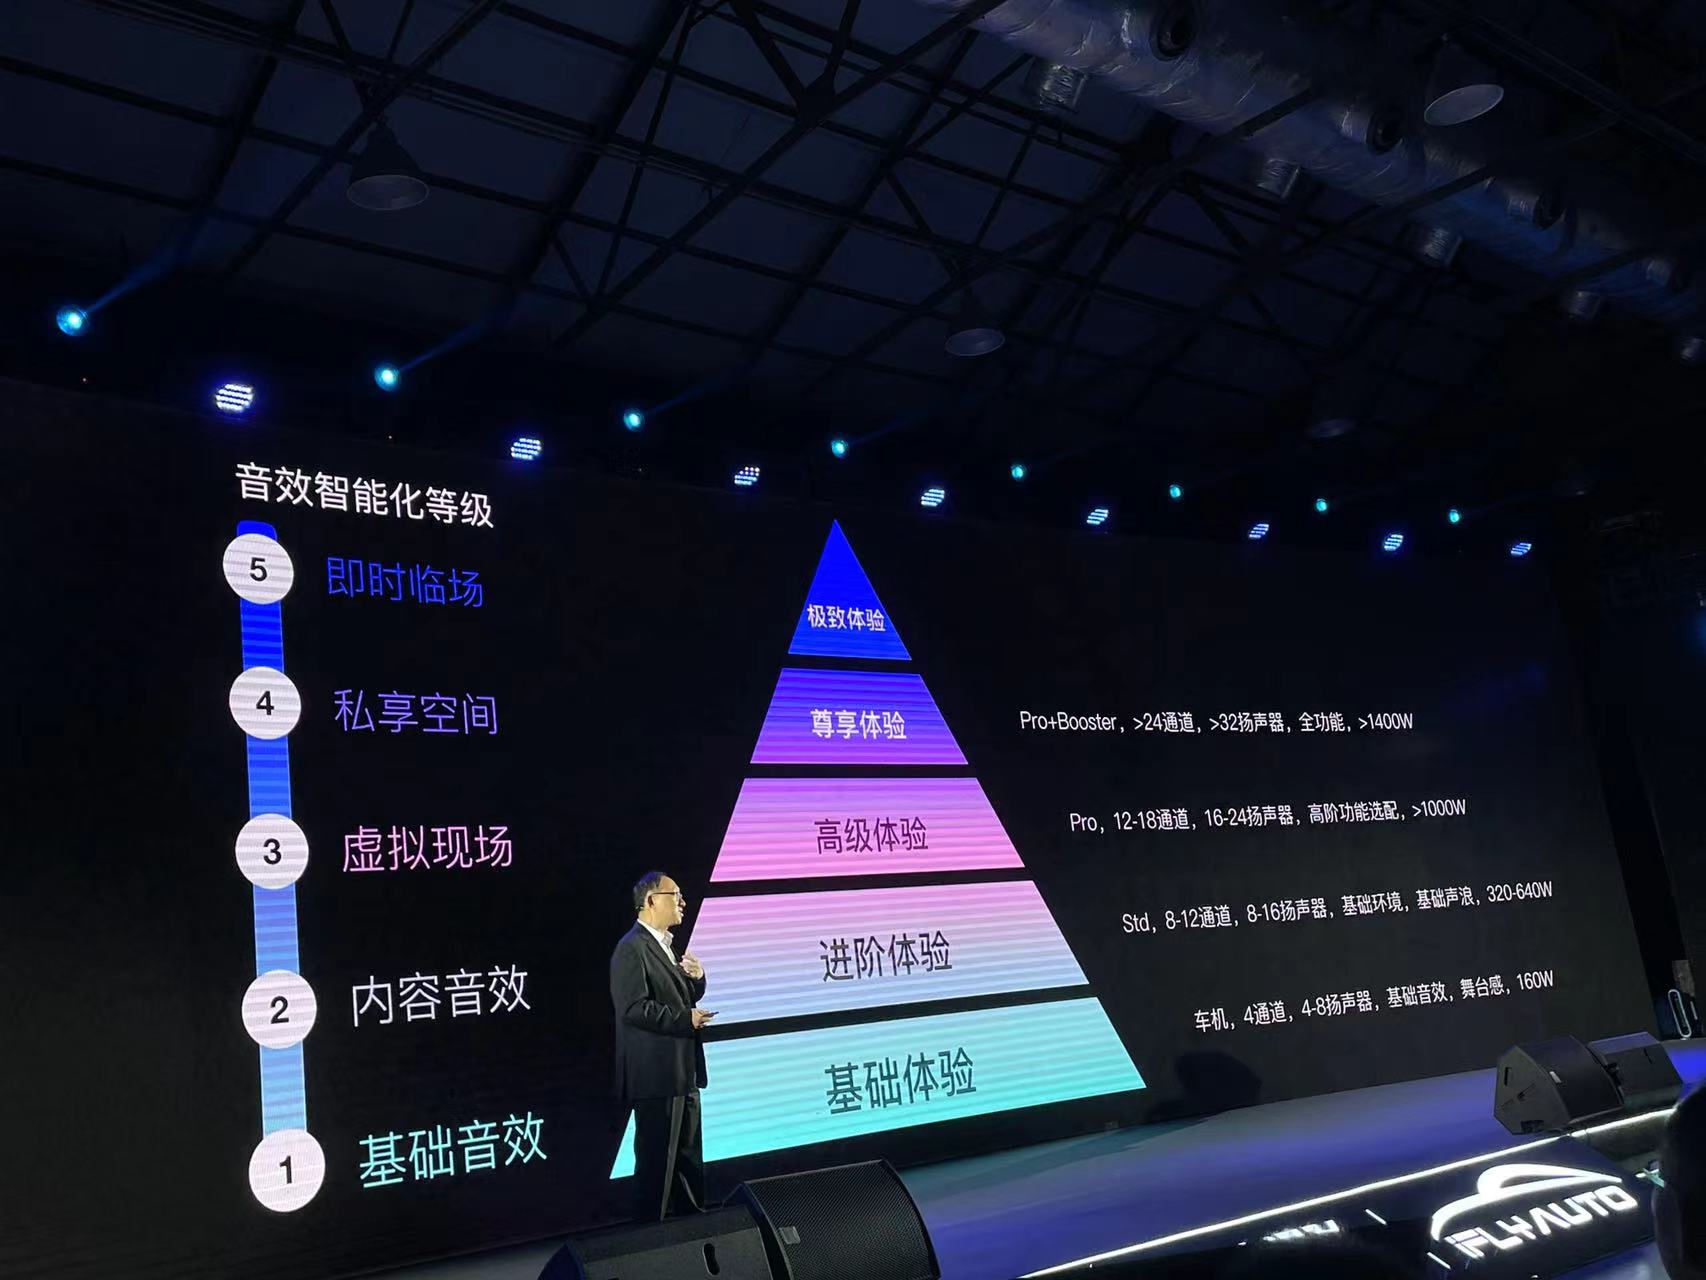 音效智能化等级
5 即时临场
4 私享空间
3 虚拟现场
2 内容音效
1 基础音效
极致体验
尊享体验
高级体验
进阶体验
基础体验
Pro+Booster，>24通道，>32扬声器，全功能，>1400W
Pro，12-18通道，16-24扬声器，高阶功能选配，>1000W
Std，8-12通道，8-16扬声器，基础环境，基础声浪，320-640W
车机，4通道，4-8扬声器，基础音效，舞台感，160W
iFLYAUTO